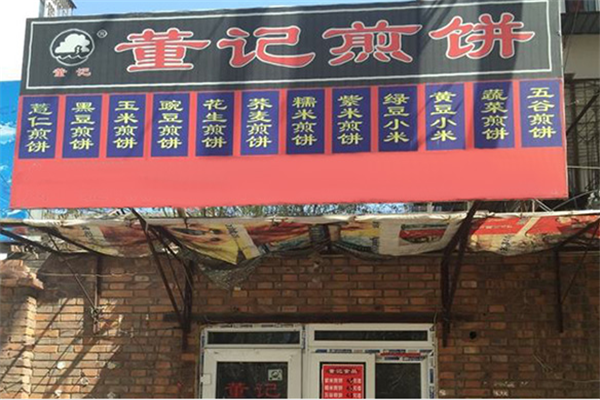 董记煎饼
®
董记
薏仁煎饼
黑豆煎饼
玉米煎饼
豌豆煎饼
花生煎饼
荞麦煎饼
糯米煎饼
紫米煎饼
绿豆小米
黄豆小米
蔬菜煎饼
五谷煎饼
董记